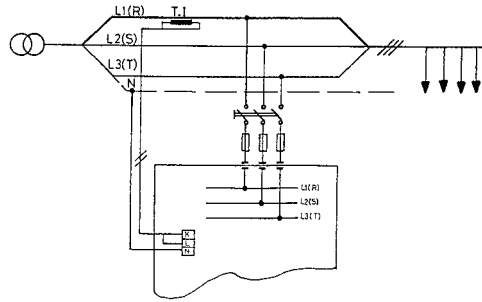 L1(R)
T.I
L2(S)
L3(T)
N
L1(R)
L2(S)
L3(T)
K
L
N